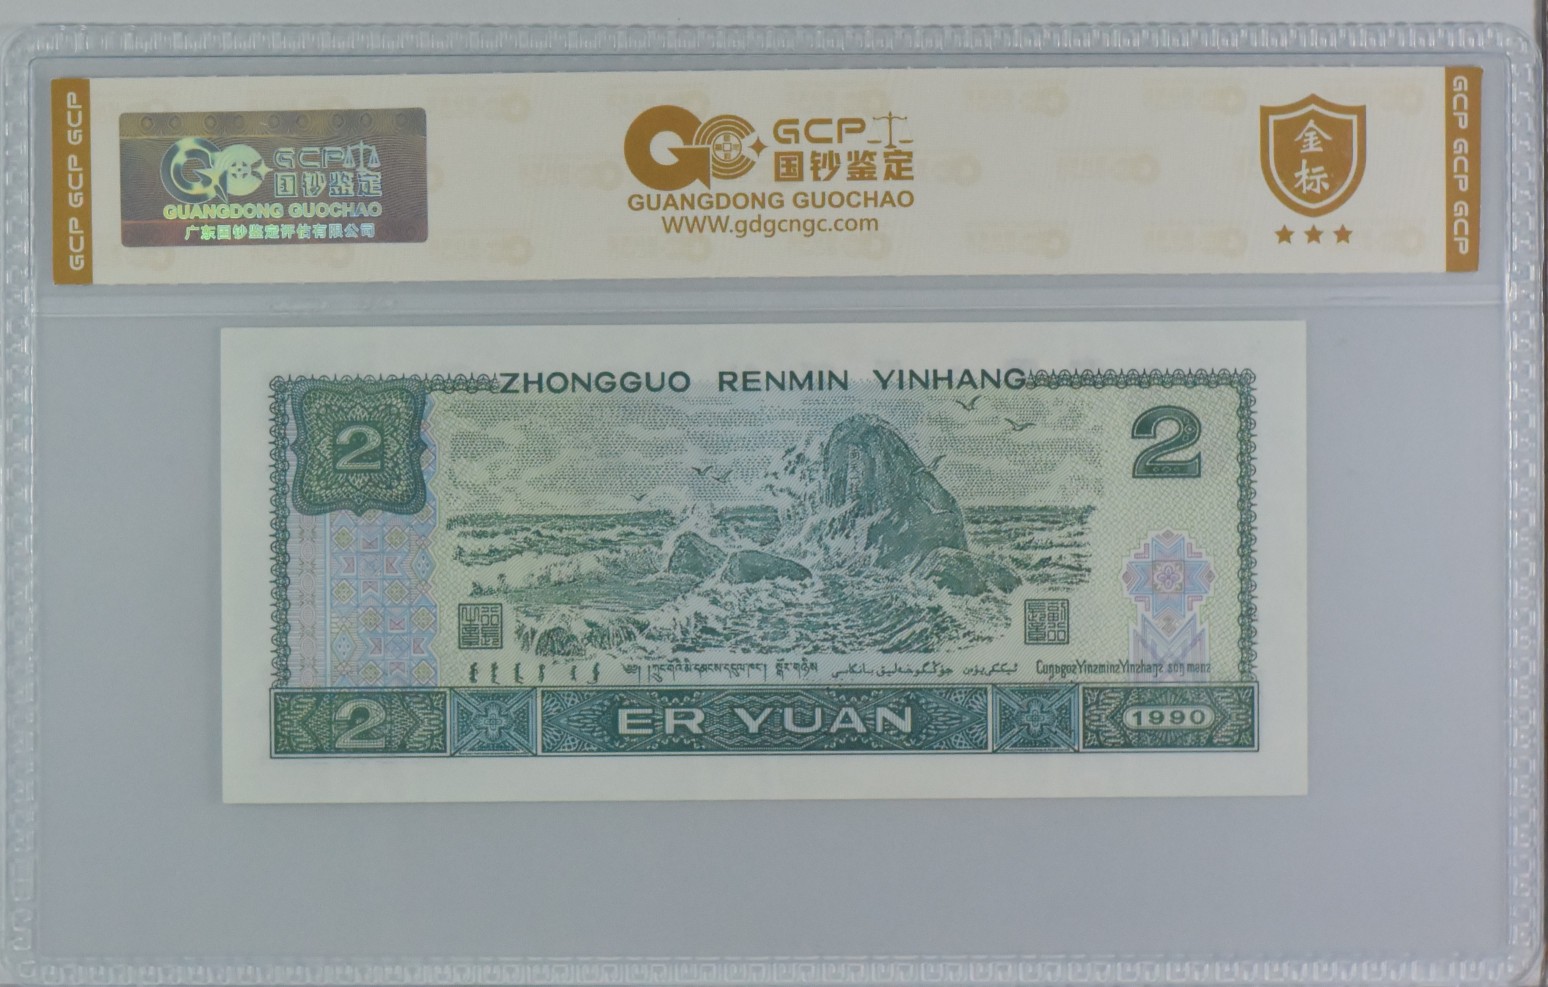 GCP GCP GCP
GCP
国钞鉴定
GUANGDONG GUOCHAO
广东国钞鉴定评估有限公司
GCP
国钞鉴定
GUANGDONG GUOCHAO
WWW.gdgcngc.com
金标
GCP GCP GCP
ZHONGGUO RENMIN YINHANG
2
2
2
ER YUAN
1990